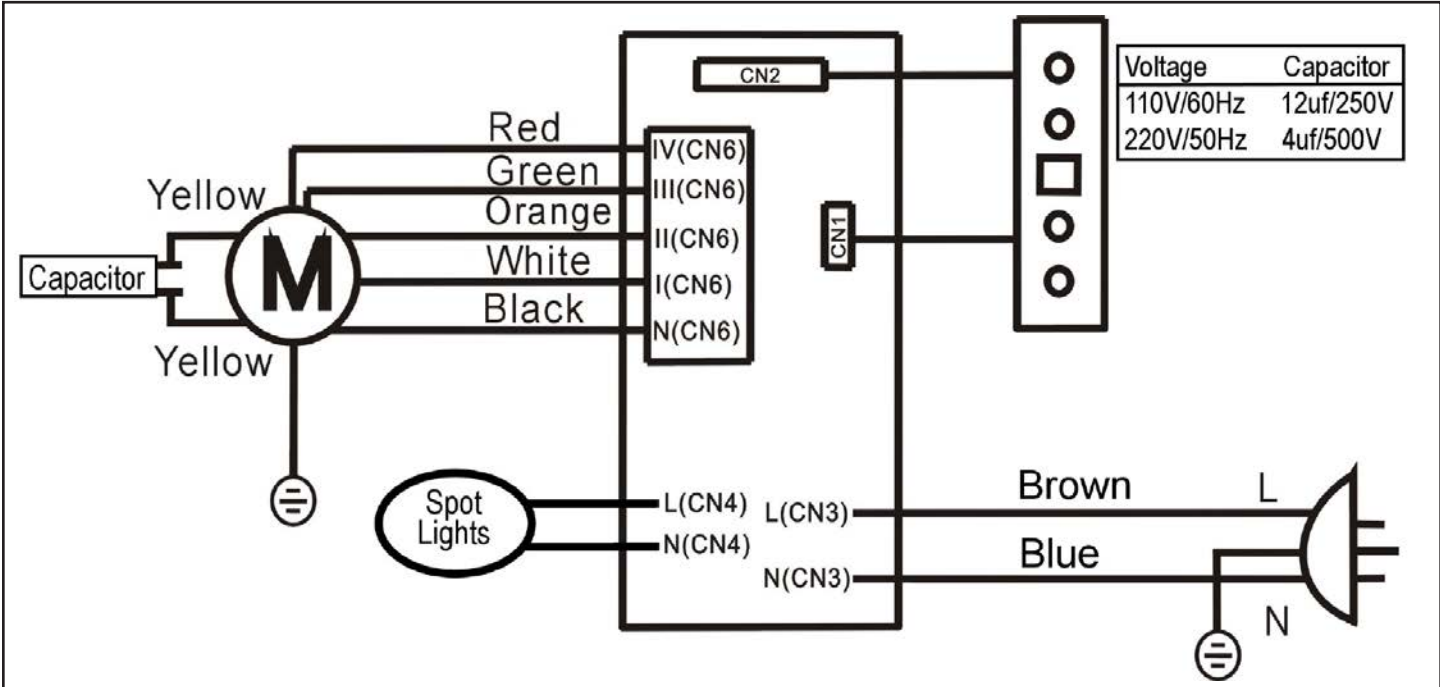 CN2
Voltage Capacitor
110V/60Hz 12uf/250V
220V/50Hz 4uf/500V
Red
IV(CN6)
Green
III(CN6)
Yellow
Orange
II(CN6)
CN1
M
White
I(CN6)
Capacitor
Black
N(CN6)
Yellow
Spot
Lights
L(CN4)
N(CN4)
L(CN3)
Brown
L
N(CN3)
Blue
N